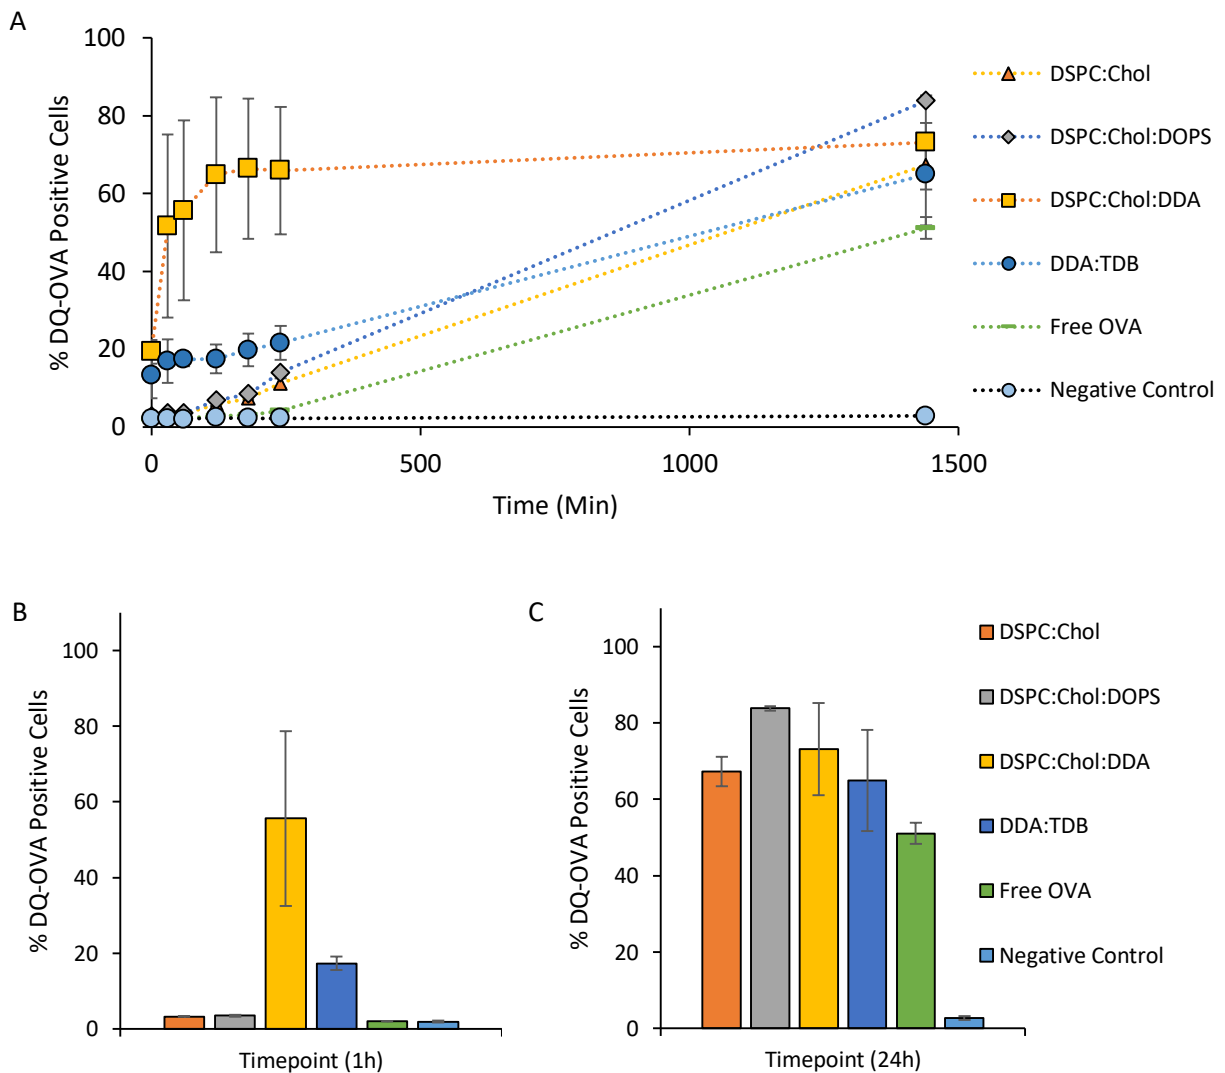 A
100
80
60
40
20
0
% DQ-OVA Positive Cells
0 500 1000 1500
Time (Min)
DSPC:Chol
DSPC:Chol:DOPS
DSPC:Chol:DDA
DDA:TDB
Free OVA
Negative Control
B
100
80
60
40
20
0
% DQ-OVA Positive Cells
Timepoint (1h)
C
100
80
60
40
20
0
% DQ-OVA Positive Cells
Timepoint (24h)
DSPC:Chol
DSPC:Chol:DOPS
DSPC:Chol:DDA
DDA:TDB
Free OVA
Negative Control